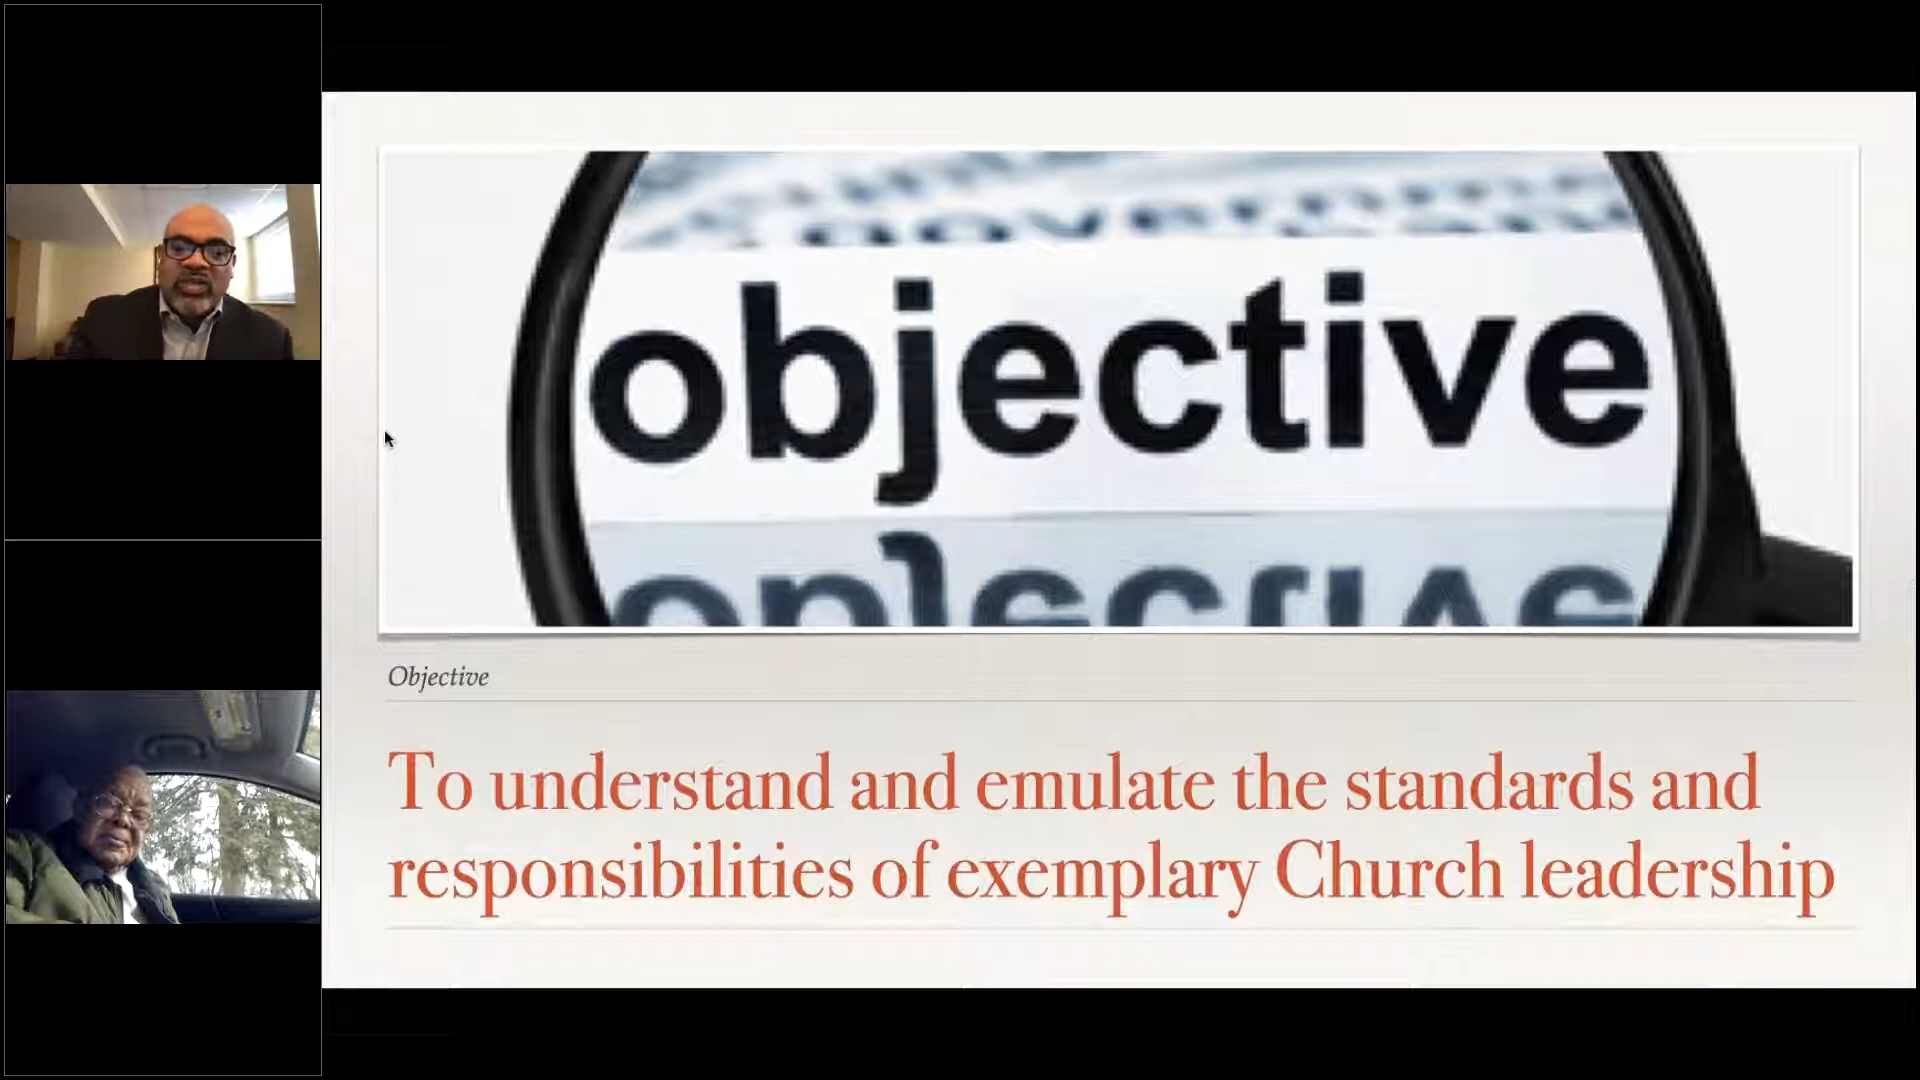 objective
Objective
To understand and emulate the standards and
responsibilities of exemplary Church leadership